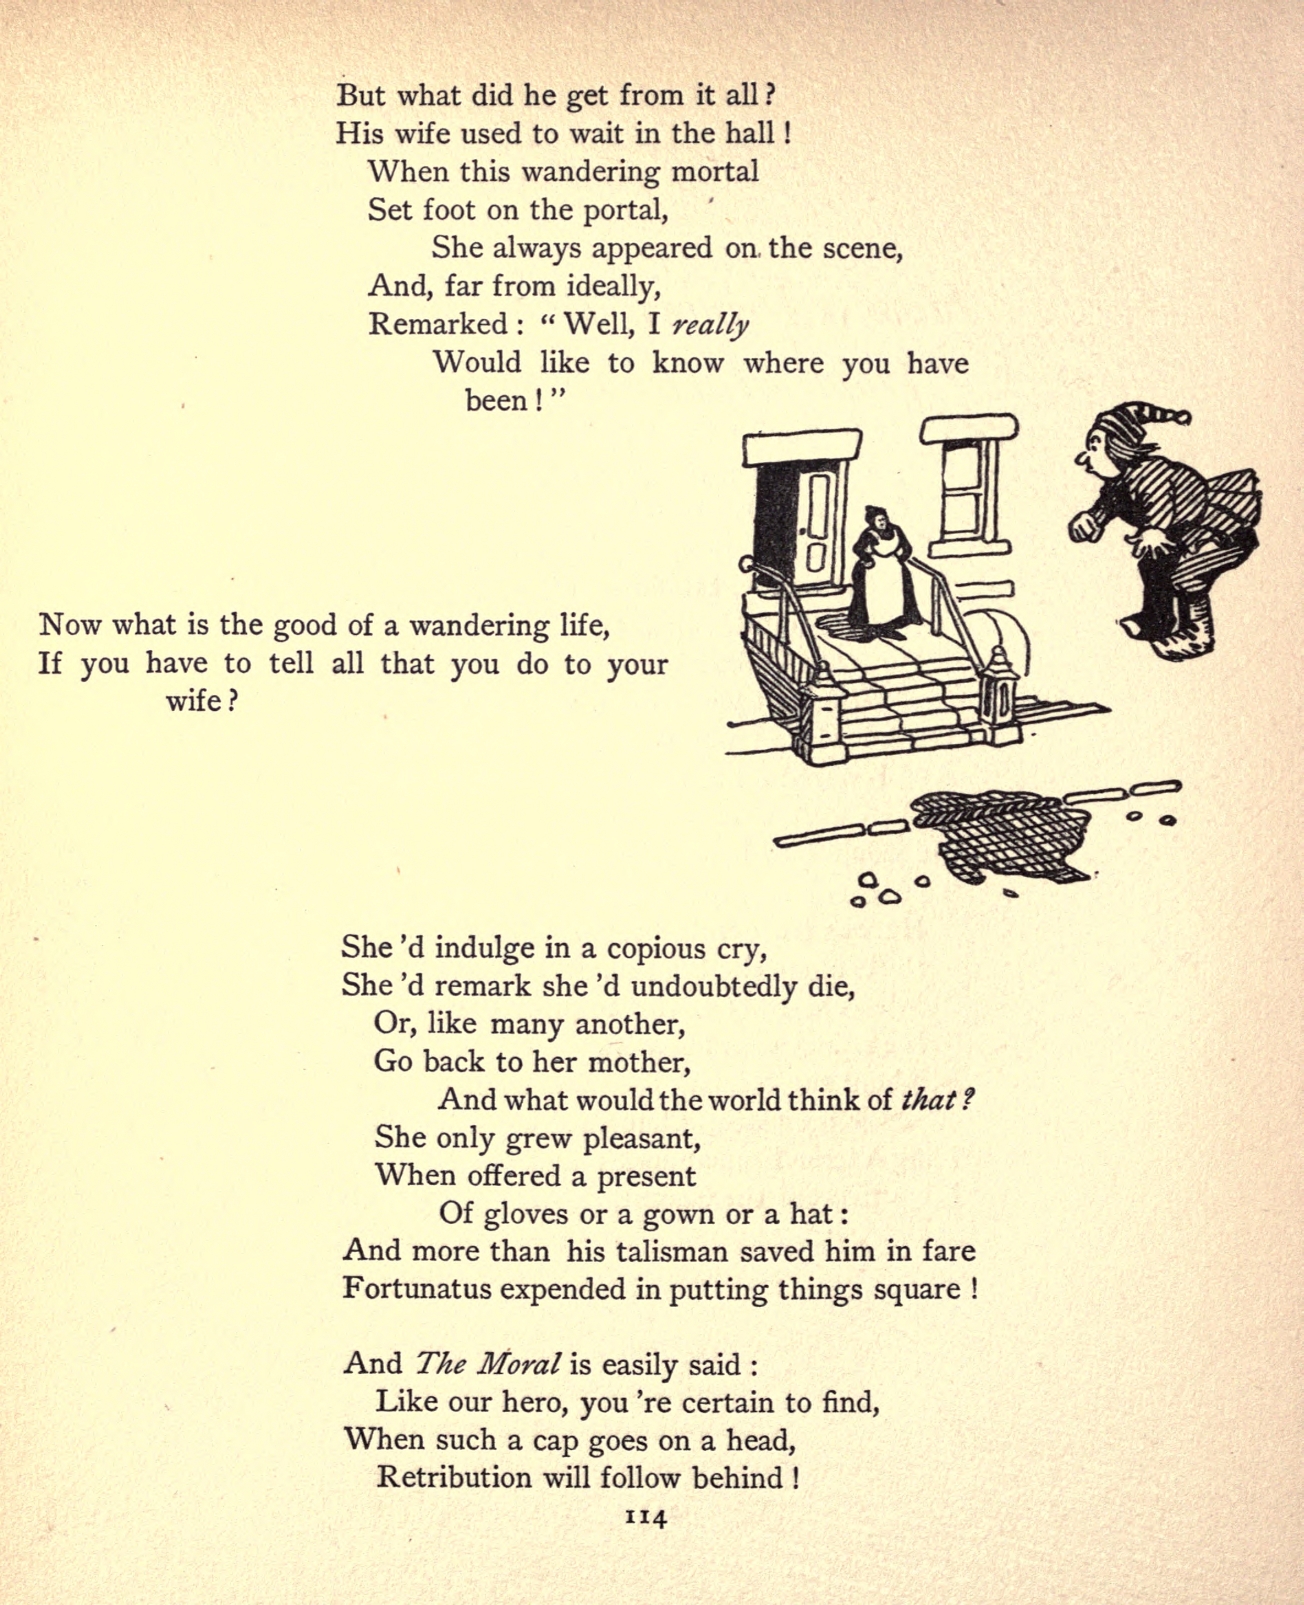 But what did he get from it all?
His wife used to wait in the hall!
When this wandering mortal
Set foot on the portal,
She always appeared on the scene,
And, far from ideally,
Remarked: “Well, I really
Would like to know where you have
been!”
Now what is the good of a wandering life,
If you have to tell all that you do to your
wife?
She'd indulge in a copious cry,
She'd remark she'd undoubtedly die,
Or, like many another,
Go back to her mother,
And what would the world think of that?
She only grew pleasant,
When offered a present
Of gloves or a gown or a hat:
And more than his talisman saved him in fare
Fortunatus expended in putting things square!
And The Moral is easily said:
Like our hero, you're certain to find,
When such a cap goes on a head,
Retribution will follow behind!
114